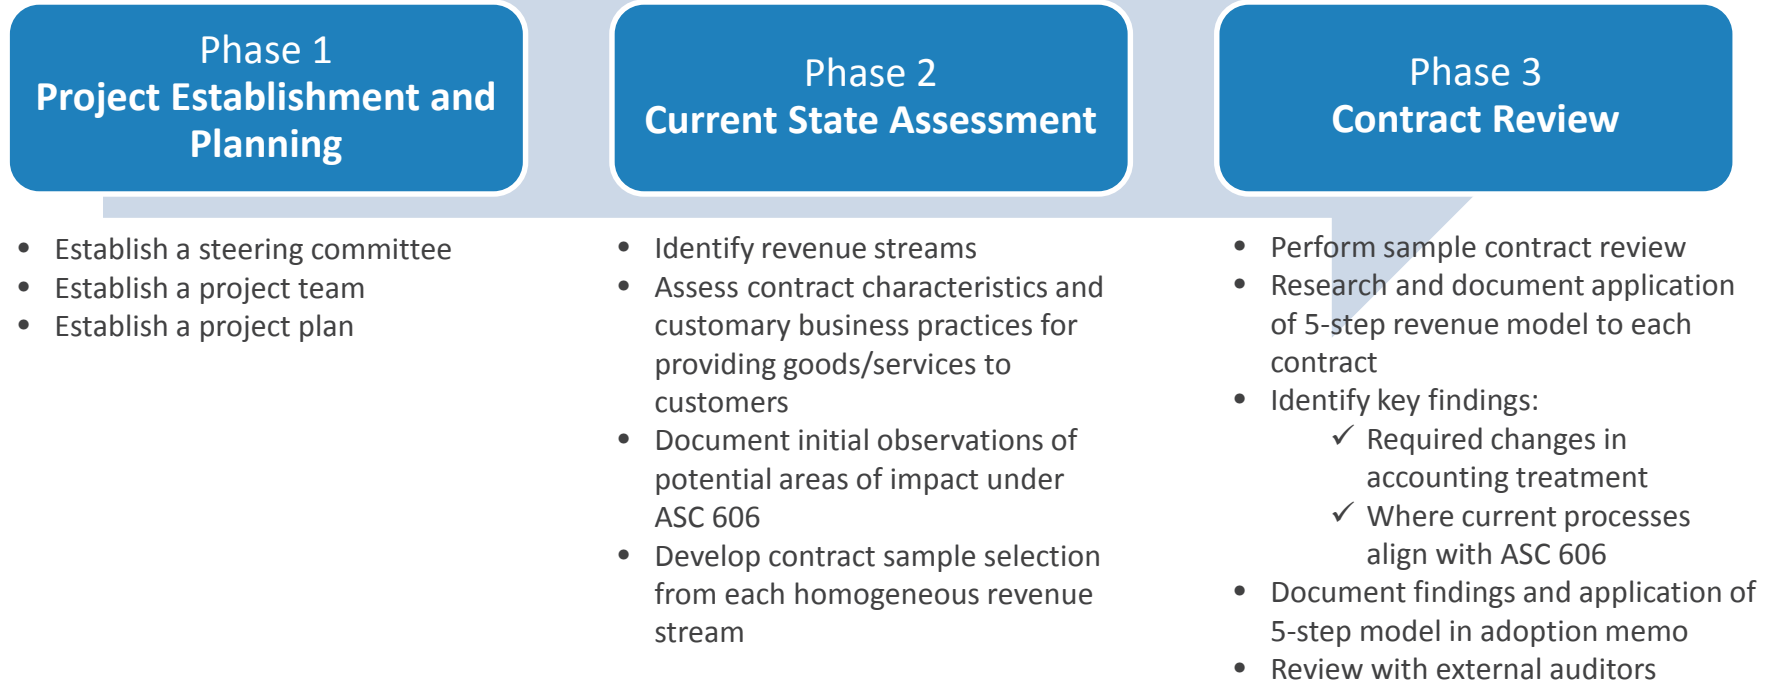 Phase 1
Project Establishment and
Planning
• Establish a steering committee
• Establish a project team
• Establish a project plan
Phase 2
Current State Assessment
• Identify revenue streams
• Assess contract characteristics and
customary business practices for
providing goods/services to
customers
• Document initial observations of
potential areas of impact under
ASC 606
• Develop contract sample selection
from each homogeneous revenue
stream
Phase 3
Contract Review
• Perform sample contract review
• Research and document application
of 5-step revenue model to each
contract
• Identify key findings:
✓ Required changes in
accounting treatment
✓ Where current processes
align with ASC 606
• Document findings and application of
5-step model in adoption memo
• Review with external auditors